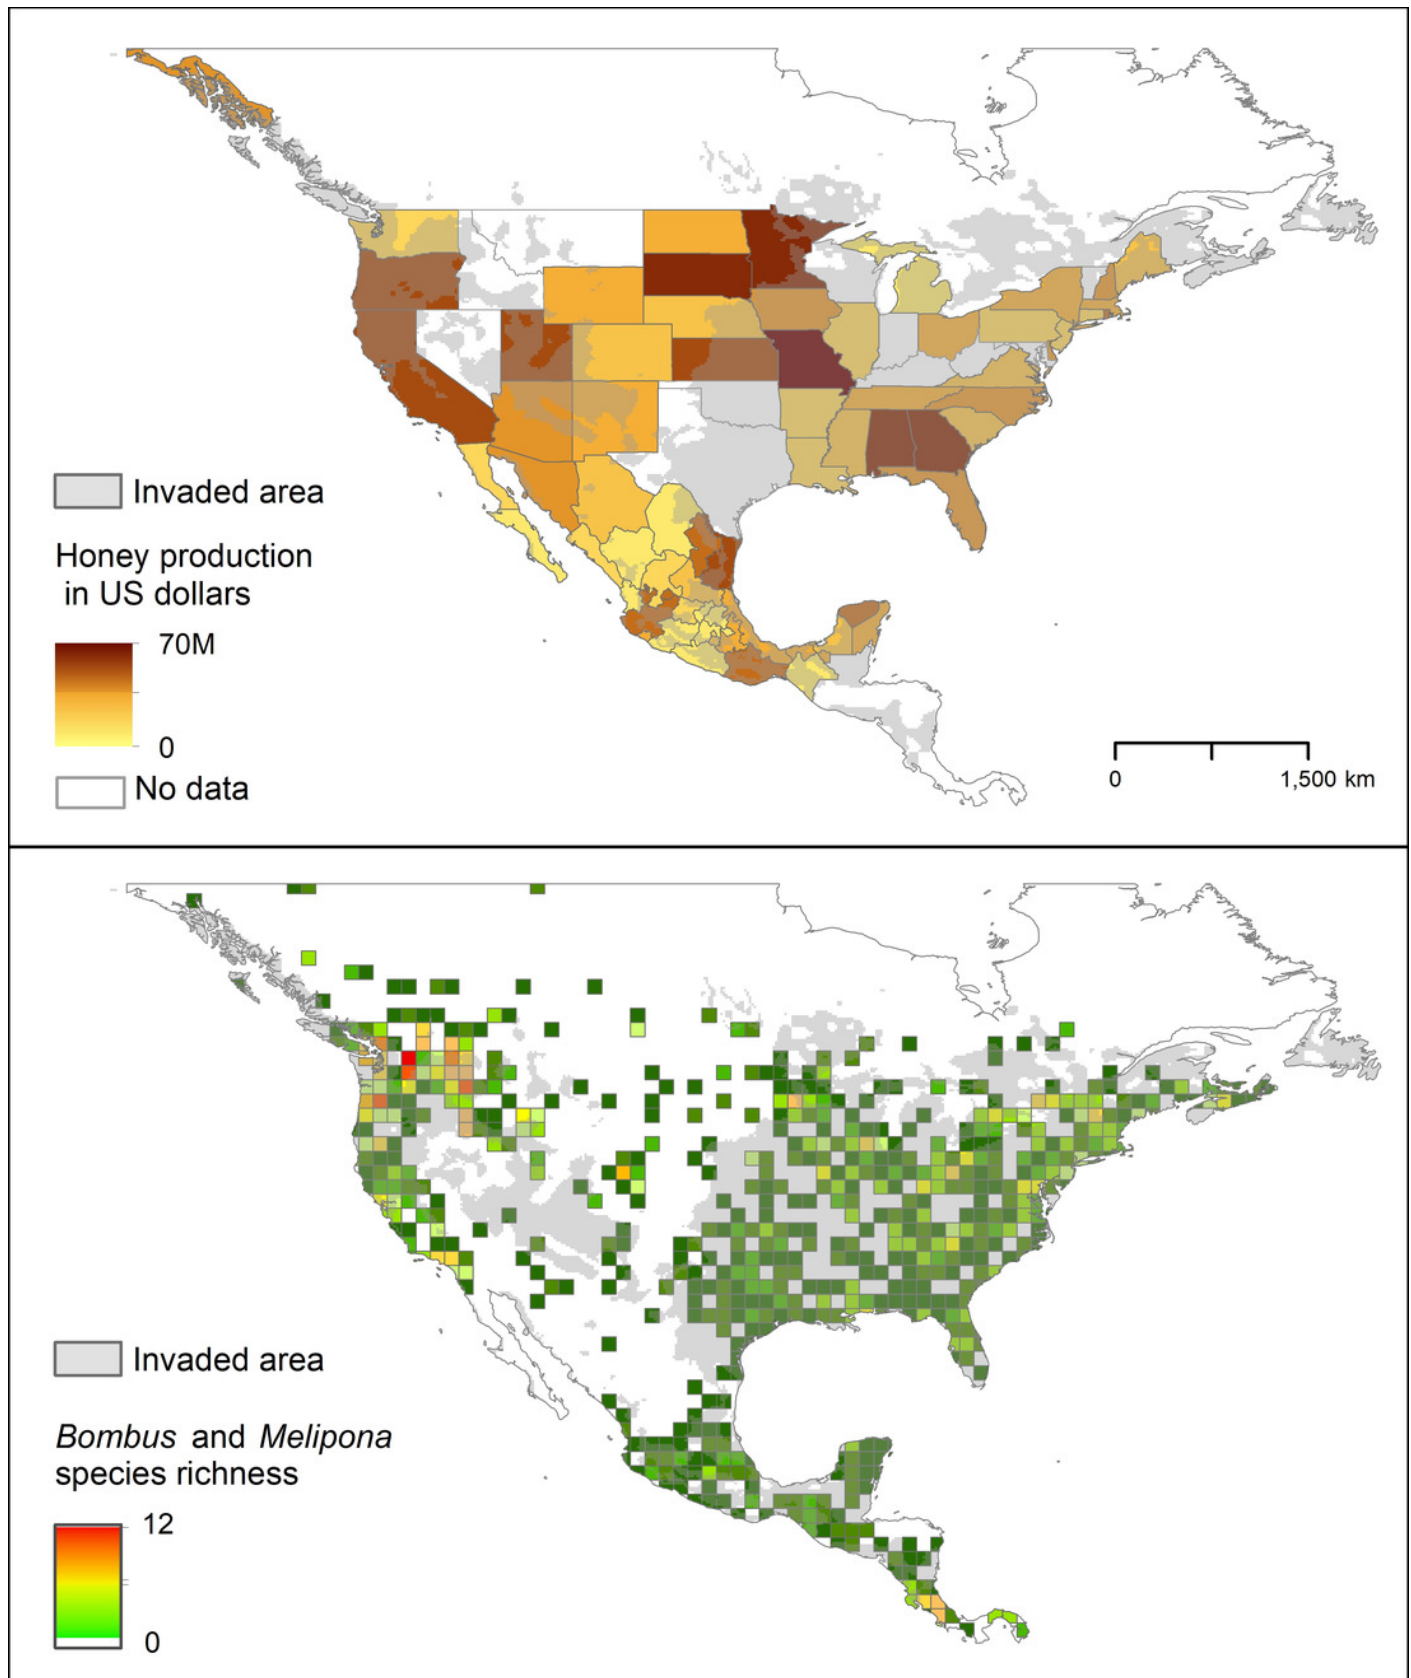 Invaded area
Honey production
in US dollars
70M
0
No data
0 1,500 km
Invaded area
Bombus and Melipona
species richness
12
0